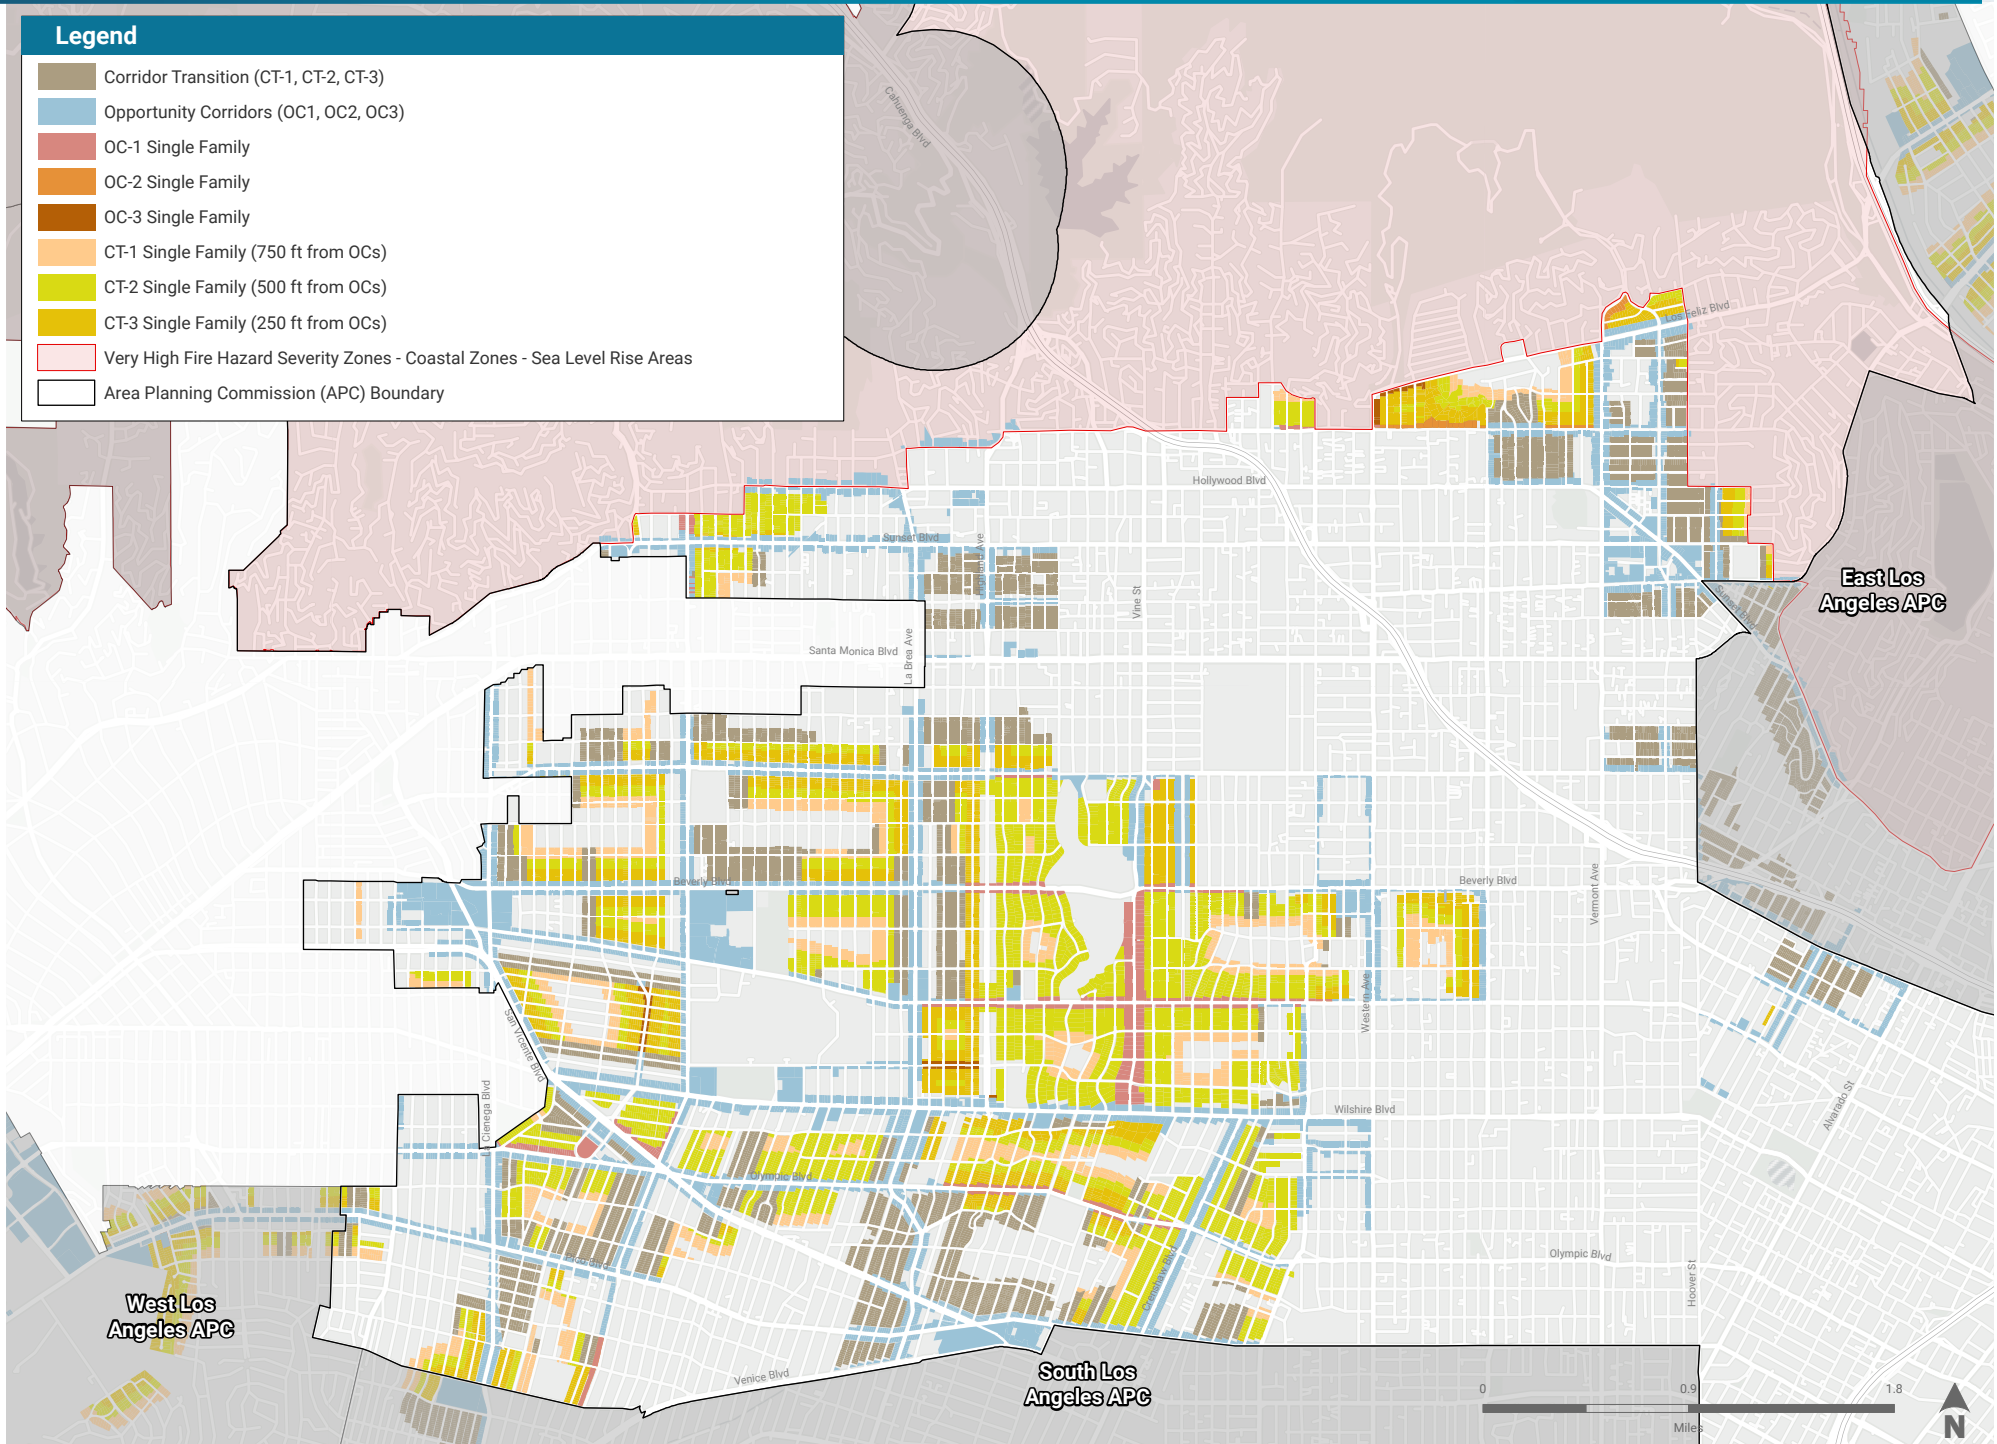 Legend
Corridor Transition (CT-1, CT-2, CT-3)
Opportunity Corridors (OC1, OC2, OC3)
OC-1 Single Family
OC-2 Single Family
OC-3 Single Family
CT-1 Single Family (750 ft from OCs)
CT-2 Single Family (500 ft from OCs)
CT-3 Single Family (250 ft from OCs)
Very High Fire Hazard Severity Zones - Coastal Zones - Sea Level Rise Areas
Area Planning Commission (APC) Boundary
Cahuenga Blvd
Los Feliz Blvd
Hollywood Blvd
Sunset Blvd
Highland Ave
Vine St
Sunset Blvd
East Los
Angeles APC
Santa Monica Blvd
La Brea Ave
Beverly Blvd
Beverly Blvd
Vermont Ave
Western Ave
San Vicente Blvd
La Cienega Blvd
Wilshire Blvd
Alvarado St
Olympic Blvd
Pico Blvd
Crenshaw Blvd
Olympic Blvd
Hoover St
West Los
Angeles APC
Venice Blvd
South Los
Angeles APC
0
0.9
1.8
Miles
N